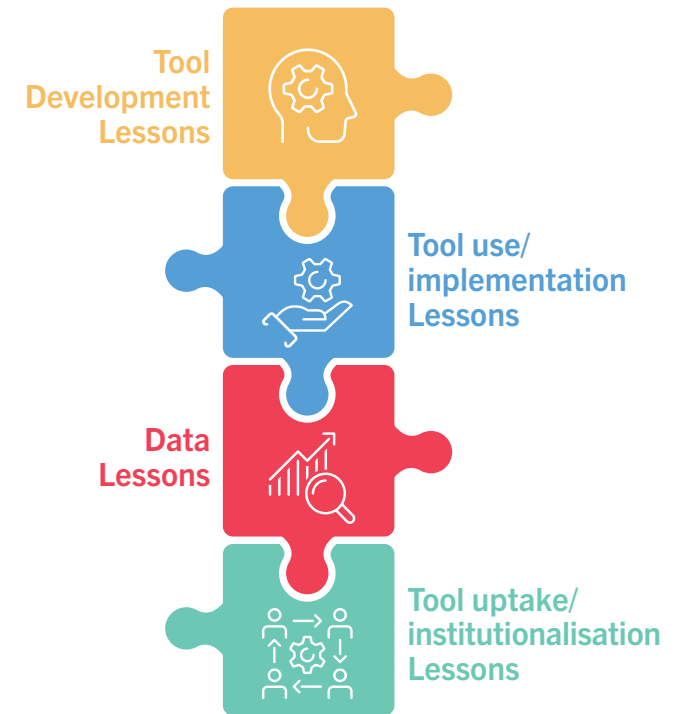 Tool
Development
Lessons
Tool use/
implementation
Lessons
Data
Lessons
Tool uptake/
institutionalisation
Lessons